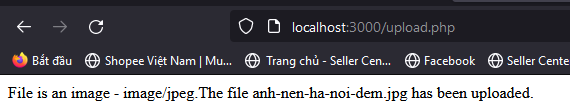 localhost:3000/upload.php
Bắt đầu Shopee Việt Nam | Mu... Trang chủ - Seller Cen... Facebook Seller Cente
File is an image - image/jpeg.The file anh-nen-ha-noi-dem.jpg has been uploaded.